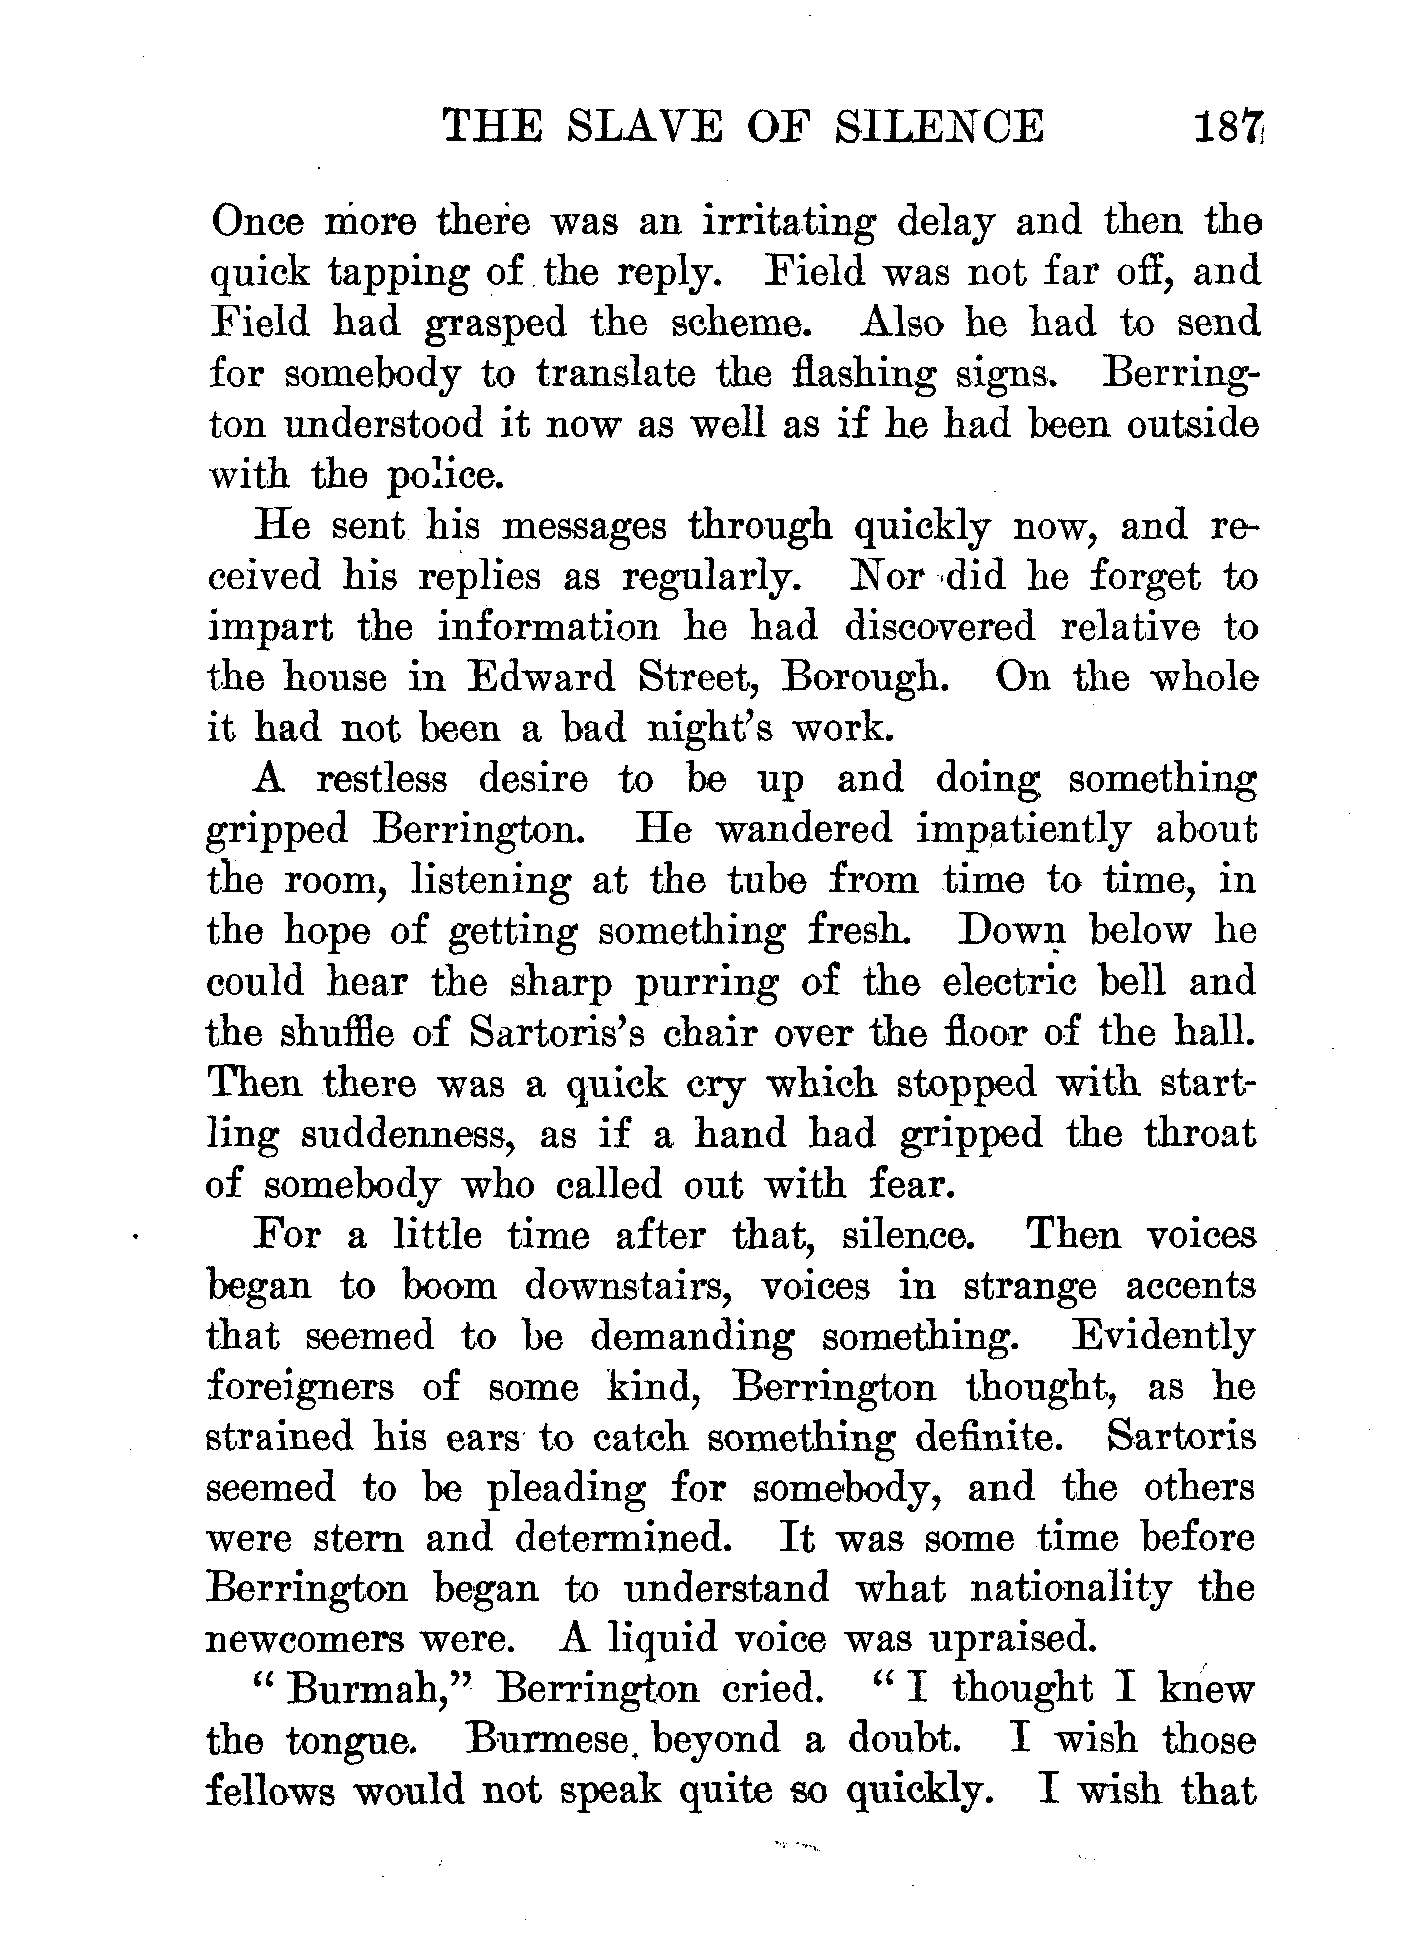 THE SLAVE OF SILENCE 187
Once more there was an irritating delay and then the
quick tapping of the reply. Field was not far off, and
Field had grasped the scheme. Also he had to send
for somebody to translate the flashing signs. Berring-
ton understood it now as well as if he had been outside
with the police.
He sent his messages through quickly now, and re-
ceived his replies as regularly. Nor did he forget to
impart the information he had discovered relative to
the house in Edward Street, Borough. On the whole
it had not been a bad night's work.
A restless desire to be up and doing something
gripped Berrington. He wandered impatiently about
the room, listening at the tube from time to time, in
the hope of getting something fresh. Down below he
could hear the sharp purring of the electric bell and
the shuffle of Sartoris's chair over the floor of the hall.
Then there was a quick cry which stopped with start-
ling suddenness, as if a hand had gripped the throat
of somebody who called out with fear.
For a little time after that, silence. Then voices
began to boom downstairs, voices in strange accents
that seemed to be demanding something. Evidently
foreigners of some kind, Berrington thought, as he
strained his ears to catch something definite. Sartoris
seemed to be pleading for somebody, and the others
were stern and determined. It was some time before
Berrington began to understand what nationality the
newcomers were. A liquid voice was upraised.
"Burmah," Berrington cried. "I thought I knew
the tongue. Burmese beyond a doubt. I wish those
fellows would not speak quite so quickly. I wish that